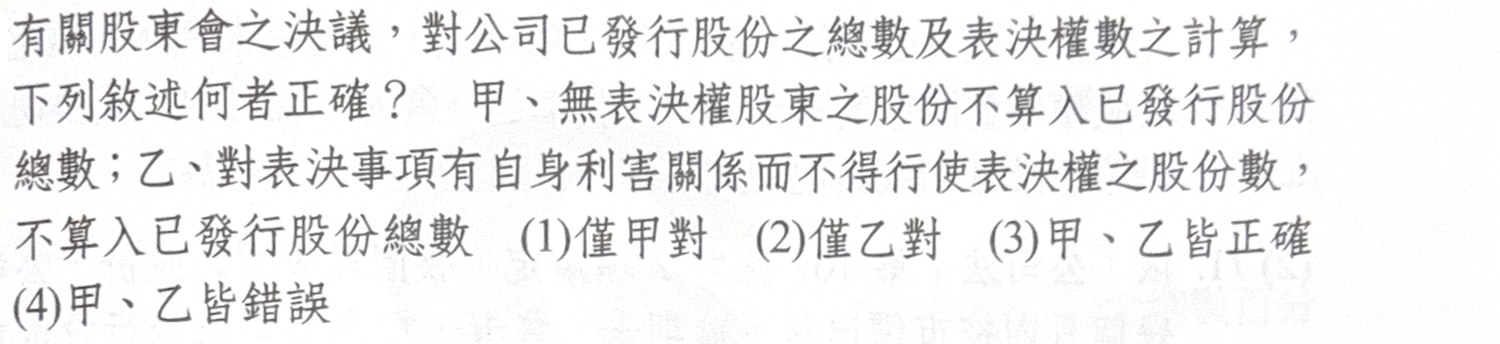 有關股東會之決議，對公司已發行股份之總數及表決權數之計算，
下列敘述何者正確？　甲、無表決權股東之股份不算入已發行股份
總數；乙、對表決事項有自身利害關係而不得行使表決權之股份數，
不算入已發行股份總數　(1)僅甲對　(2)僅乙對　(3)甲、乙皆正確
(4)甲、乙皆錯誤